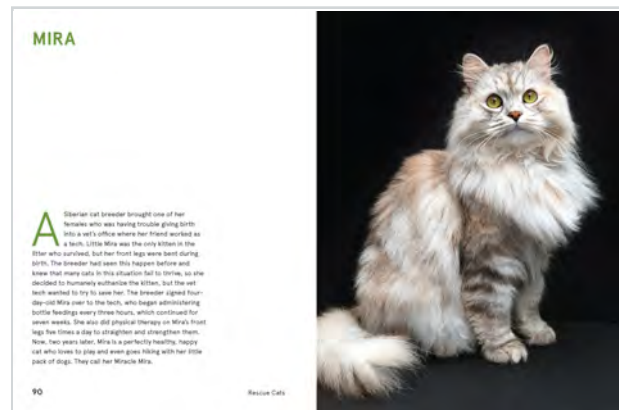 MIRA
A Siberian cat breeder brought one of her
females who was having trouble giving birth
into a vet's office where her friend worked as
a tech. Little Mira was the only kitten in the
litter who survived, but her front legs were bent during
birth. The breeder had seen this happen before and
knew that many cats in this situation fail to thrive, so she
decided to humanely euthanize the kitten, but the vet
tech wanted to try to save her. The breeder signed four-
day-old Mira over to the tech, who began administering
bottle feedings every three hours, which continued for
seven weeks. She also did physical therapy on Mira's front
legs five times a day to straighten and strengthen them.
Now, two years later, Mira is a perfectly healthy, happy
cat who loves to play and even goes hiking with her little
pack of dogs. They call her Miracle Mira.
90
Rescue Cats